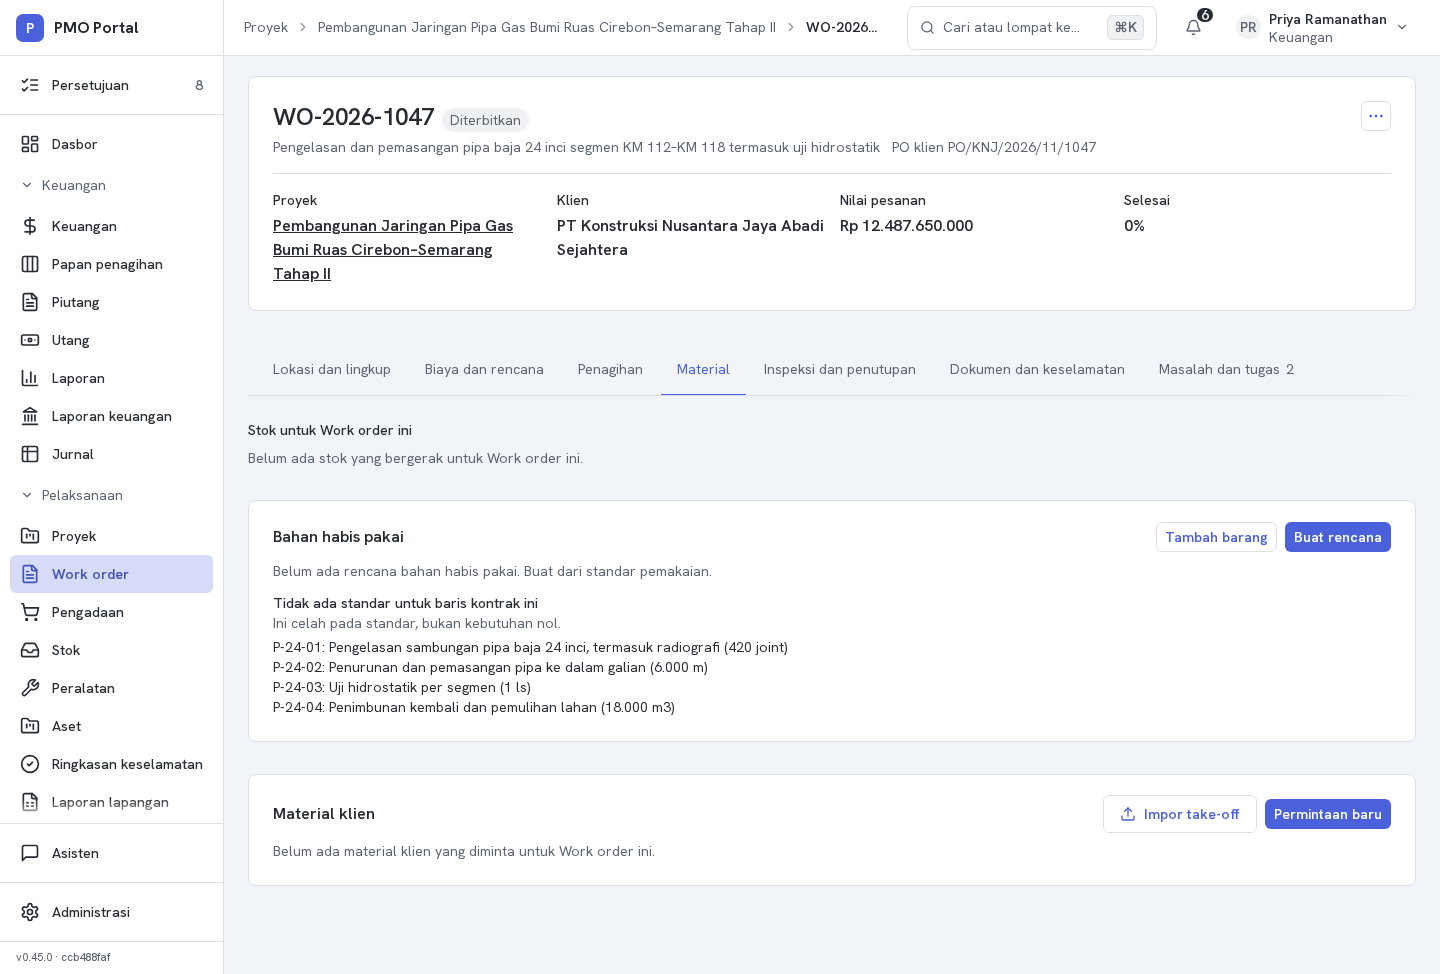 P PMO Portal
Persetujuan 8
Dasbor
Keuangan
Keuangan
Papan penagihan
Piutang
Utang
Laporan
Laporan keuangan
Jurnal
Pelaksanaan
Proyek
Work order
Pengadaan
Stok
Peralatan
Aset
Ringkasan keselamatan
Laporan lapangan
Asisten
Administrasi
v0.45.0 · ccb488faf
Proyek Pembangunan Jaringan Pipa Gas Bumi Ruas Cirebon–Semarang Tahap II WO-2026...
Cari atau lompat ke... ⌘K
6
PR Priya Ramanathan
Keuangan
WO-2026-1047 Diterbitkan
Pengelasan dan pemasangan pipa baja 24 inci segmen KM 112–KM 118 termasuk uji hidrostatik PO klien PO/KNJ/2026/11/1047
Proyek
Pembangunan Jaringan Pipa Gas
Bumi Ruas Cirebon–Semarang
Tahap II
Klien
PT Konstruksi Nusantara Jaya Abadi
Sejahtera
Nilai pesanan
Rp 12.487.650.000
Selesai
0%
Lokasi dan lingkup Biaya dan rencana Penagihan Material Inspeksi dan penutupan Dokumen dan keselamatan Masalah dan tugas 2
Stok untuk Work order ini
Belum ada stok yang bergerak untuk Work order ini.
Bahan habis pakai Tambah barang Buat rencana
Belum ada rencana bahan habis pakai. Buat dari standar pemakaian.
Tidak ada standar untuk baris kontrak ini
Ini celah pada standar, bukan kebutuhan nol.
P-24-01: Pengelasan sambungan pipa baja 24 inci, termasuk radiografi (420 joint)
P-24-02: Penurunan dan pemasangan pipa ke dalam galian (6.000 m)
P-24-03: Uji hidrostatik per segmen (1 ls)
P-24-04: Penimbunan kembali dan pemulihan lahan (18.000 m3)
Material klien Impor take-off Permintaan baru
Belum ada material klien yang diminta untuk Work order ini.